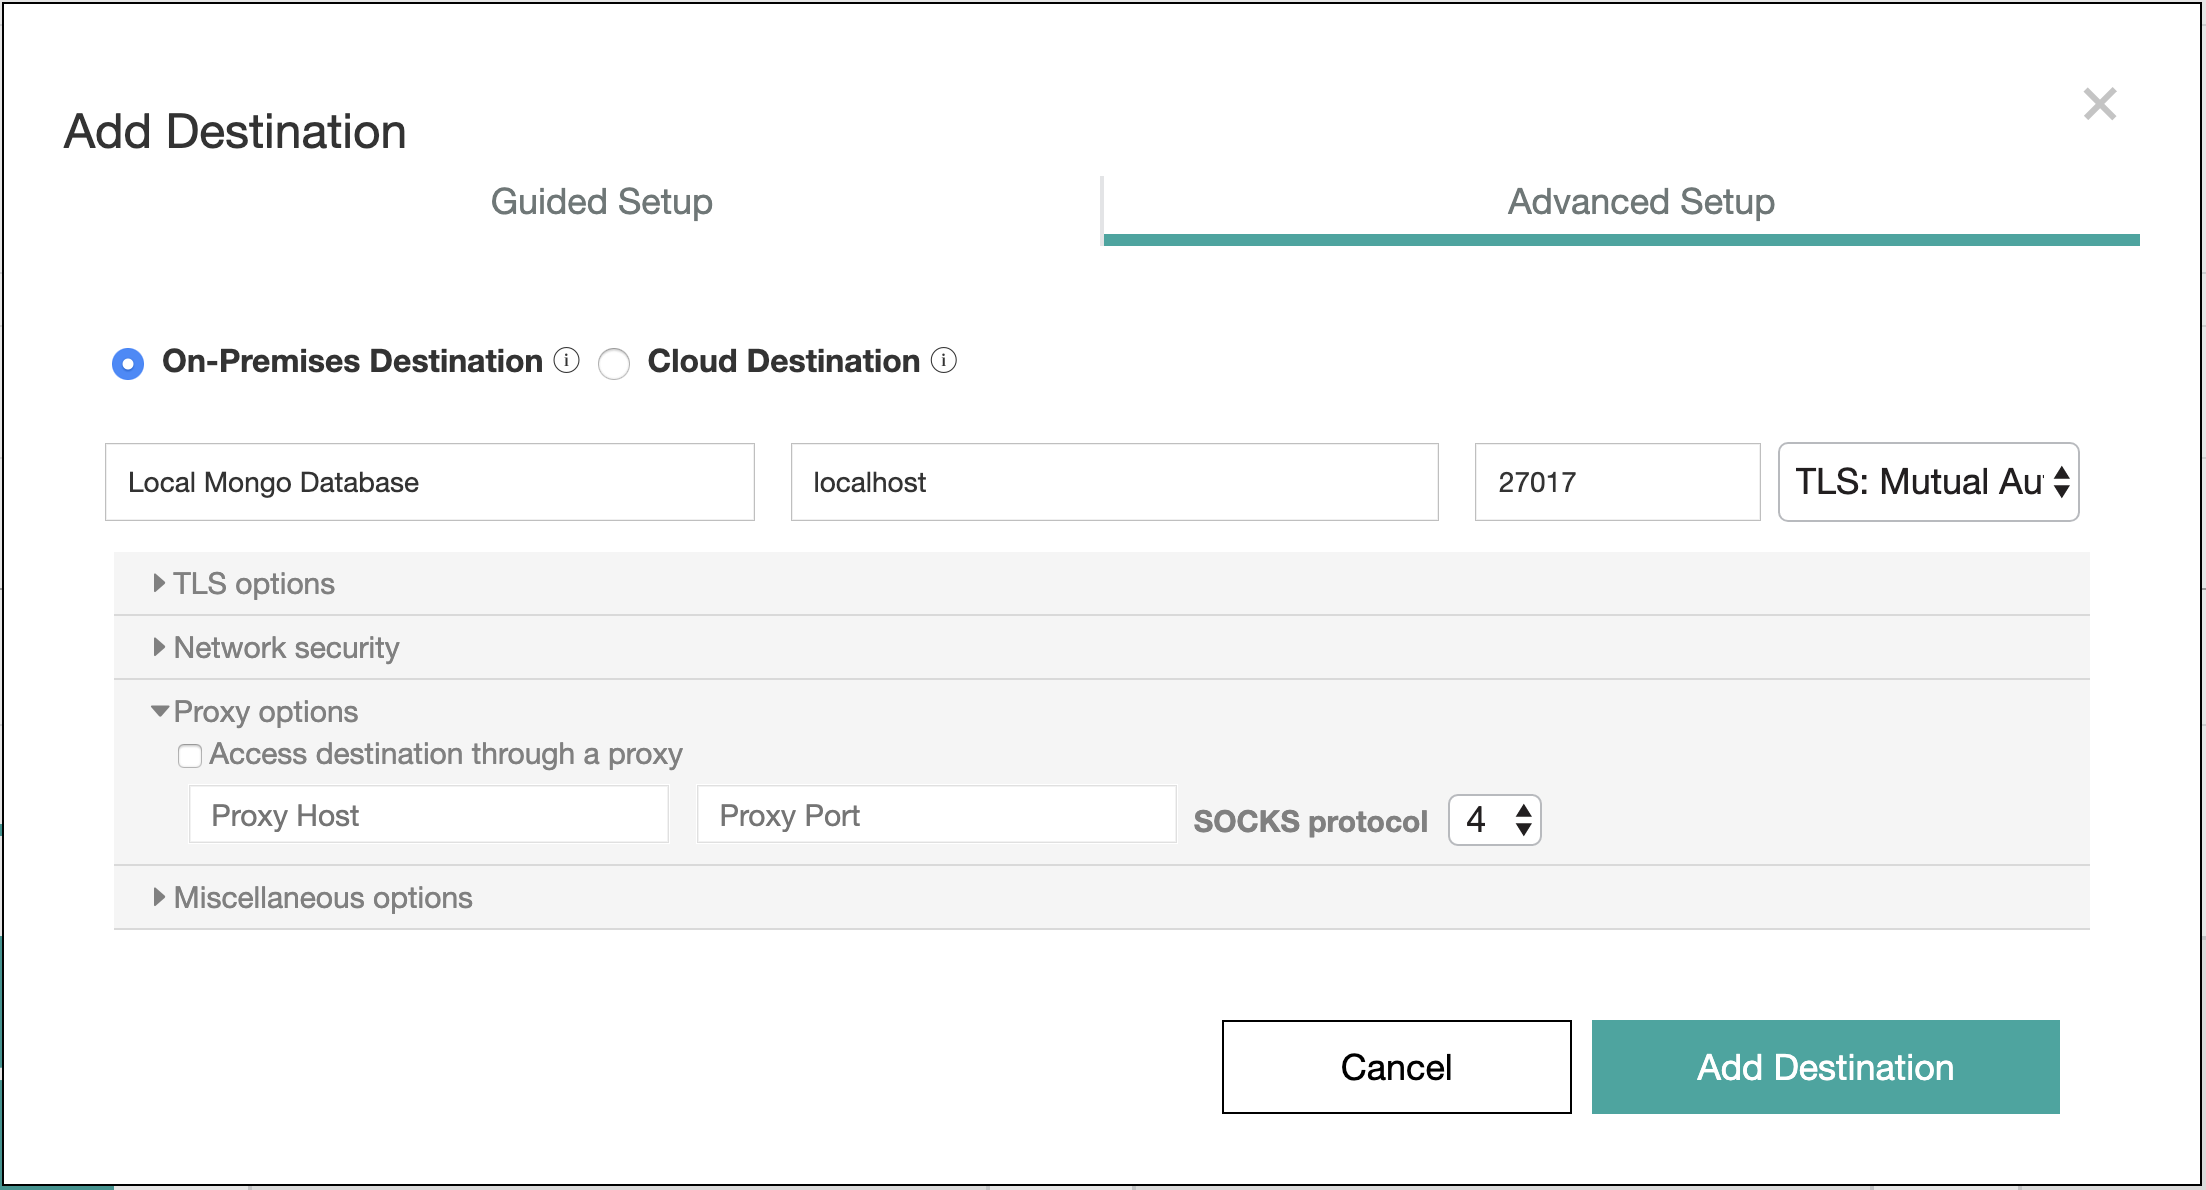 Add Destination
Guided Setup
Advanced Setup
On-Premises Destination
Cloud Destination
Local Mongo Database
localhost
27017
TLS: Mutual Au
TLS options
Network security
Proxy options
Access destination through a proxy
Proxy Host
Proxy Port
SOCKS protocol
4
Miscellaneous options
Cancel
Add Destination